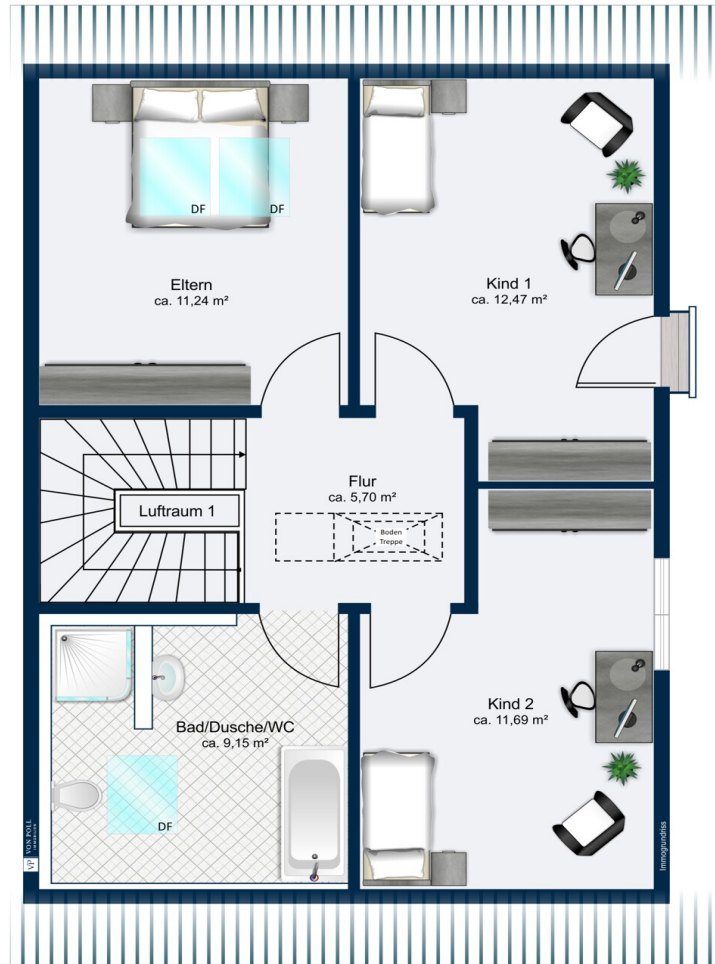 DF
DF
Eltern
ca. 11,24 m²
Kind 1
ca. 12,47 m²
Flur
ca. 5,70 m²
Luftraum 1
Boden
Treppe
Kind 2
ca. 11,69 m²
Bad/Dusche/WC
ca. 9,15 m²
DF
VP
VON POLL
IMMOBILIEN
Immogrundriss